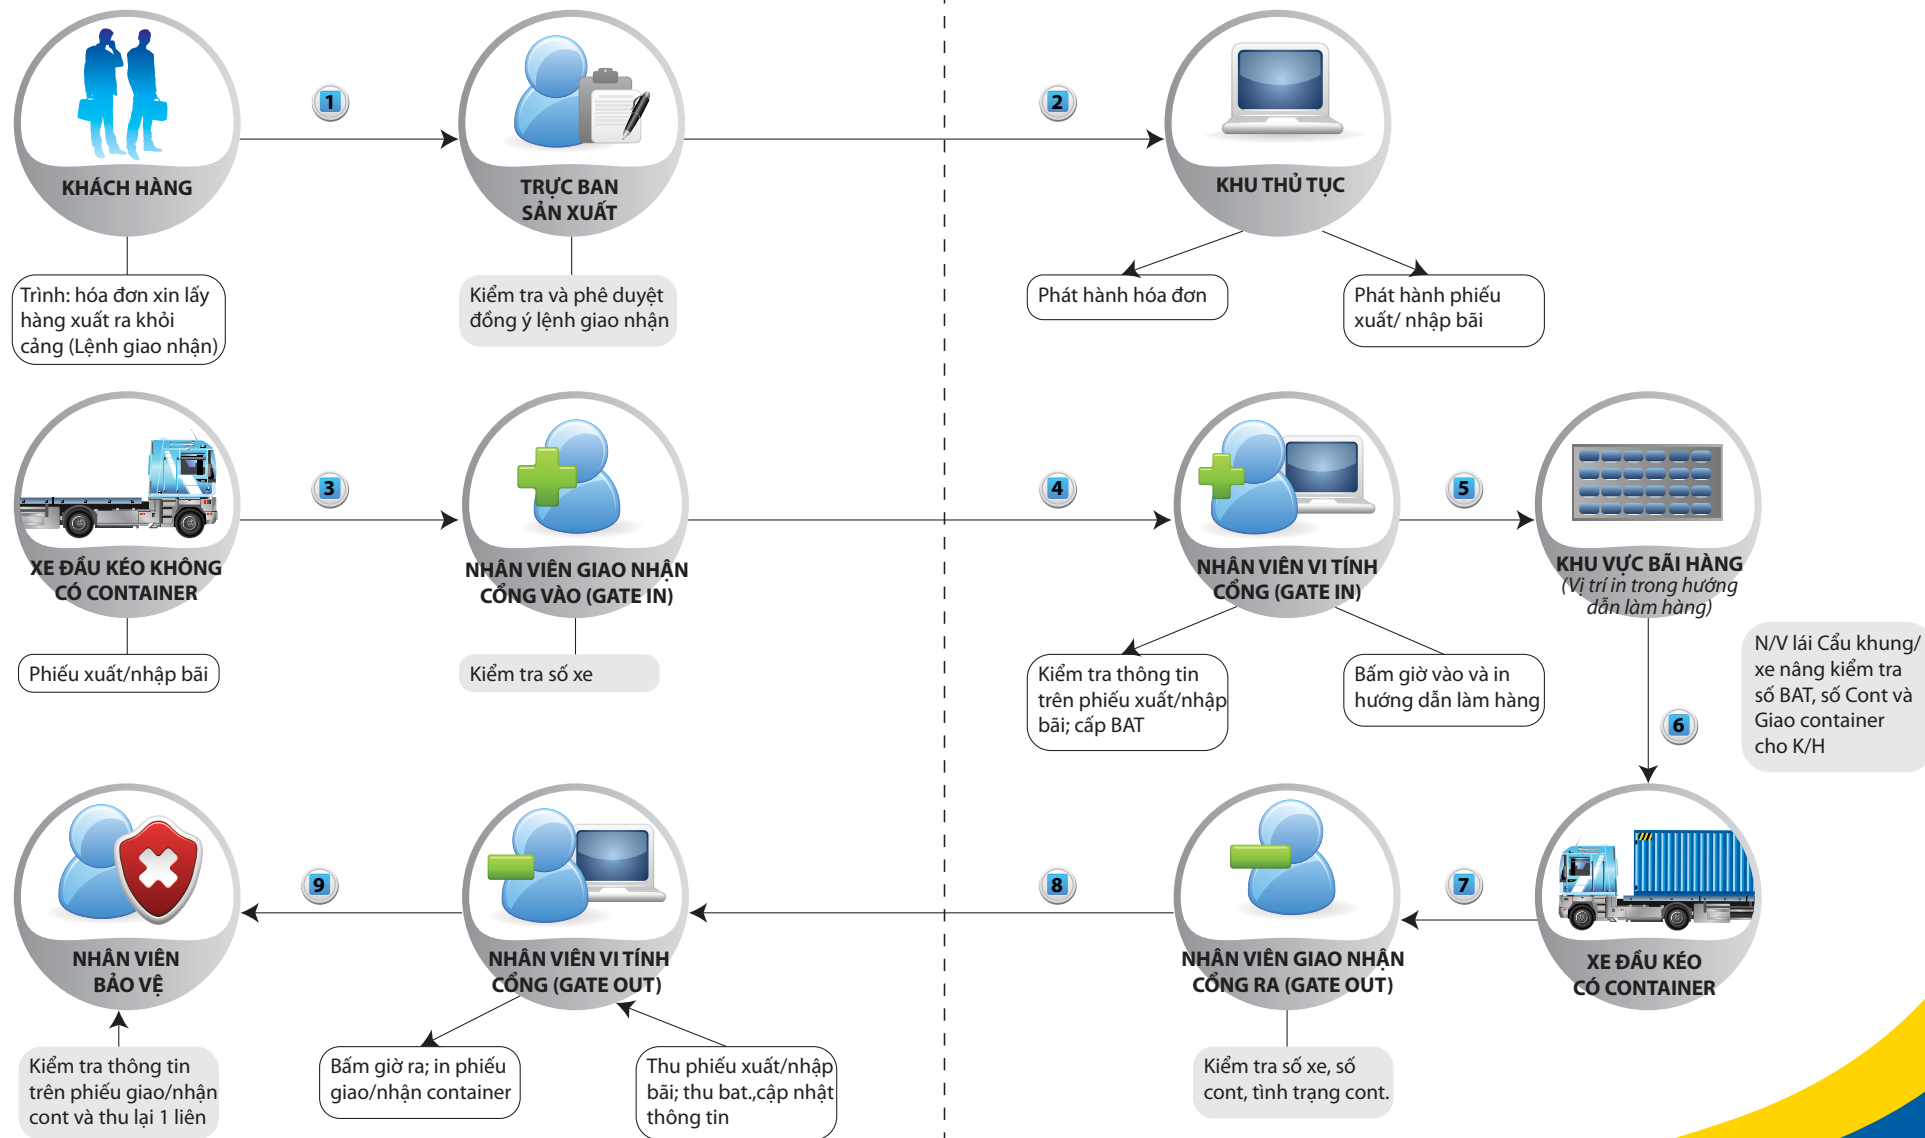 1
2
KHÁCH HÀNG
TRỰC BAN
SẢN XUẤT
KHU THỦ TỤC
Trình: hóa đơn xin lấy
hàng xuất ra khỏi
cảng (Lệnh giao nhận)
Kiểm tra và phê duyệt
đồng ý lệnh giao nhận
Phát hành hóa đơn
Phát hành phiếu
xuất/ nhập bãi
3
4
5
XE ĐẦU KÉO KHÔNG
CÓ CONTAINER
NHÂN VIÊN GIAO NHẬN
CỔNG VÀO (GATE IN)
NHÂN VIÊN VI TÍNH
CỔNG (GATE IN)
KHU VỰC BÃI HÀNG
(Vị trí in trong hướng
dẫn làm hàng)
Phiếu xuất/nhập bãi
Kiểm tra số xe
Kiểm tra thông tin
trên phiếu xuất/nhập
bãi; cấp BAT
Bấm giờ vào và in
hướng dẫn làm hàng
6
N/V lái Cẩu khung/
xe nâng kiểm tra
số BAT, số Cont và
Giao container
cho K/H
9
8
7
NHÂN VIÊN
BẢO VỆ
NHÂN VIÊN VI TÍNH
CỔNG (GATE OUT)
NHÂN VIÊN GIAO NHẬN
CỔNG RA (GATE OUT)
XE ĐẦU KÉO
CÓ CONTAINER
Kiểm tra thông tin
trên phiếu giao/nhận
cont và thu lại 1 liên
Bấm giờ ra; in phiếu
giao/nhận container
Thu phiếu xuất/nhập
bãi; thu bat.,cập nhật
thông tin
Kiểm tra số xe, số
cont, tình trạng cont.